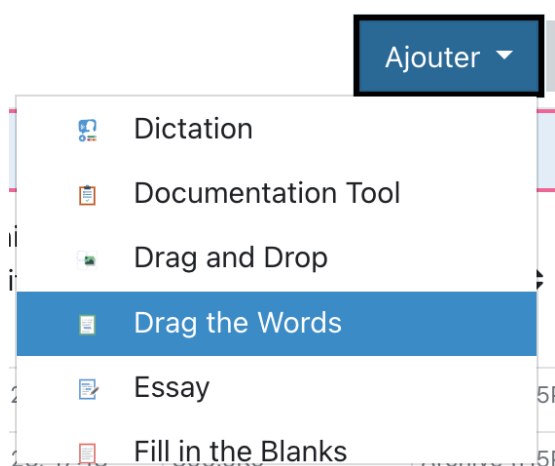 Ajouter
Dictation
Documentation Tool
Drag and Drop
Drag the Words
Essay
Fill in the Blanks